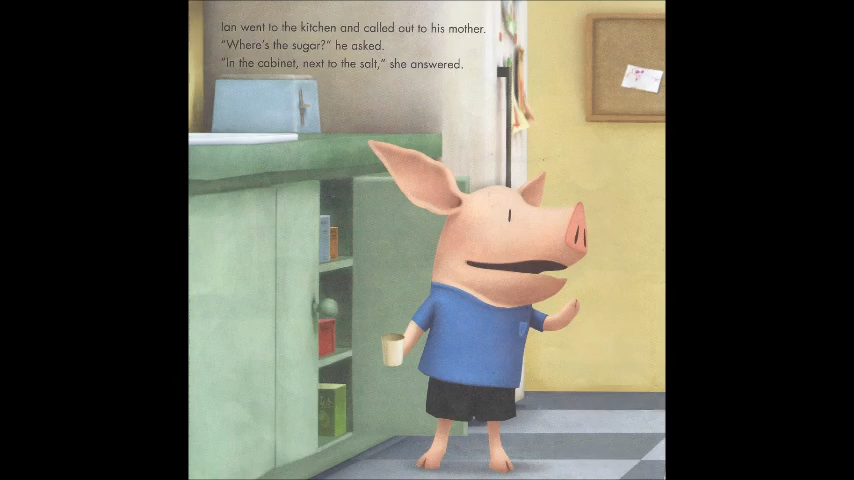 Ian went to the kitchen and called out to his mother.
“Where’s the sugar?” he asked.
“In the cabinet, next to the salt,” she answered.